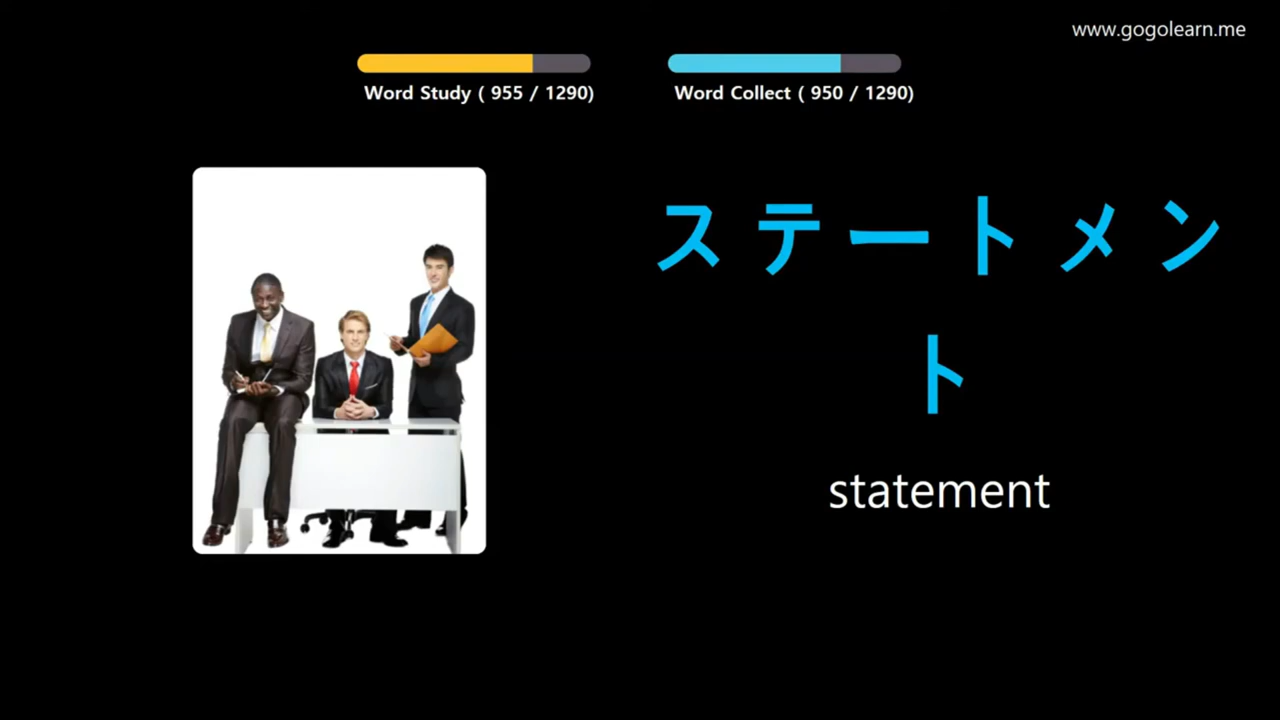 www.gogolearn.me
Word Study ( 955 / 1290)
Word Collect ( 950 / 1290)
ステートメン
ト
statement